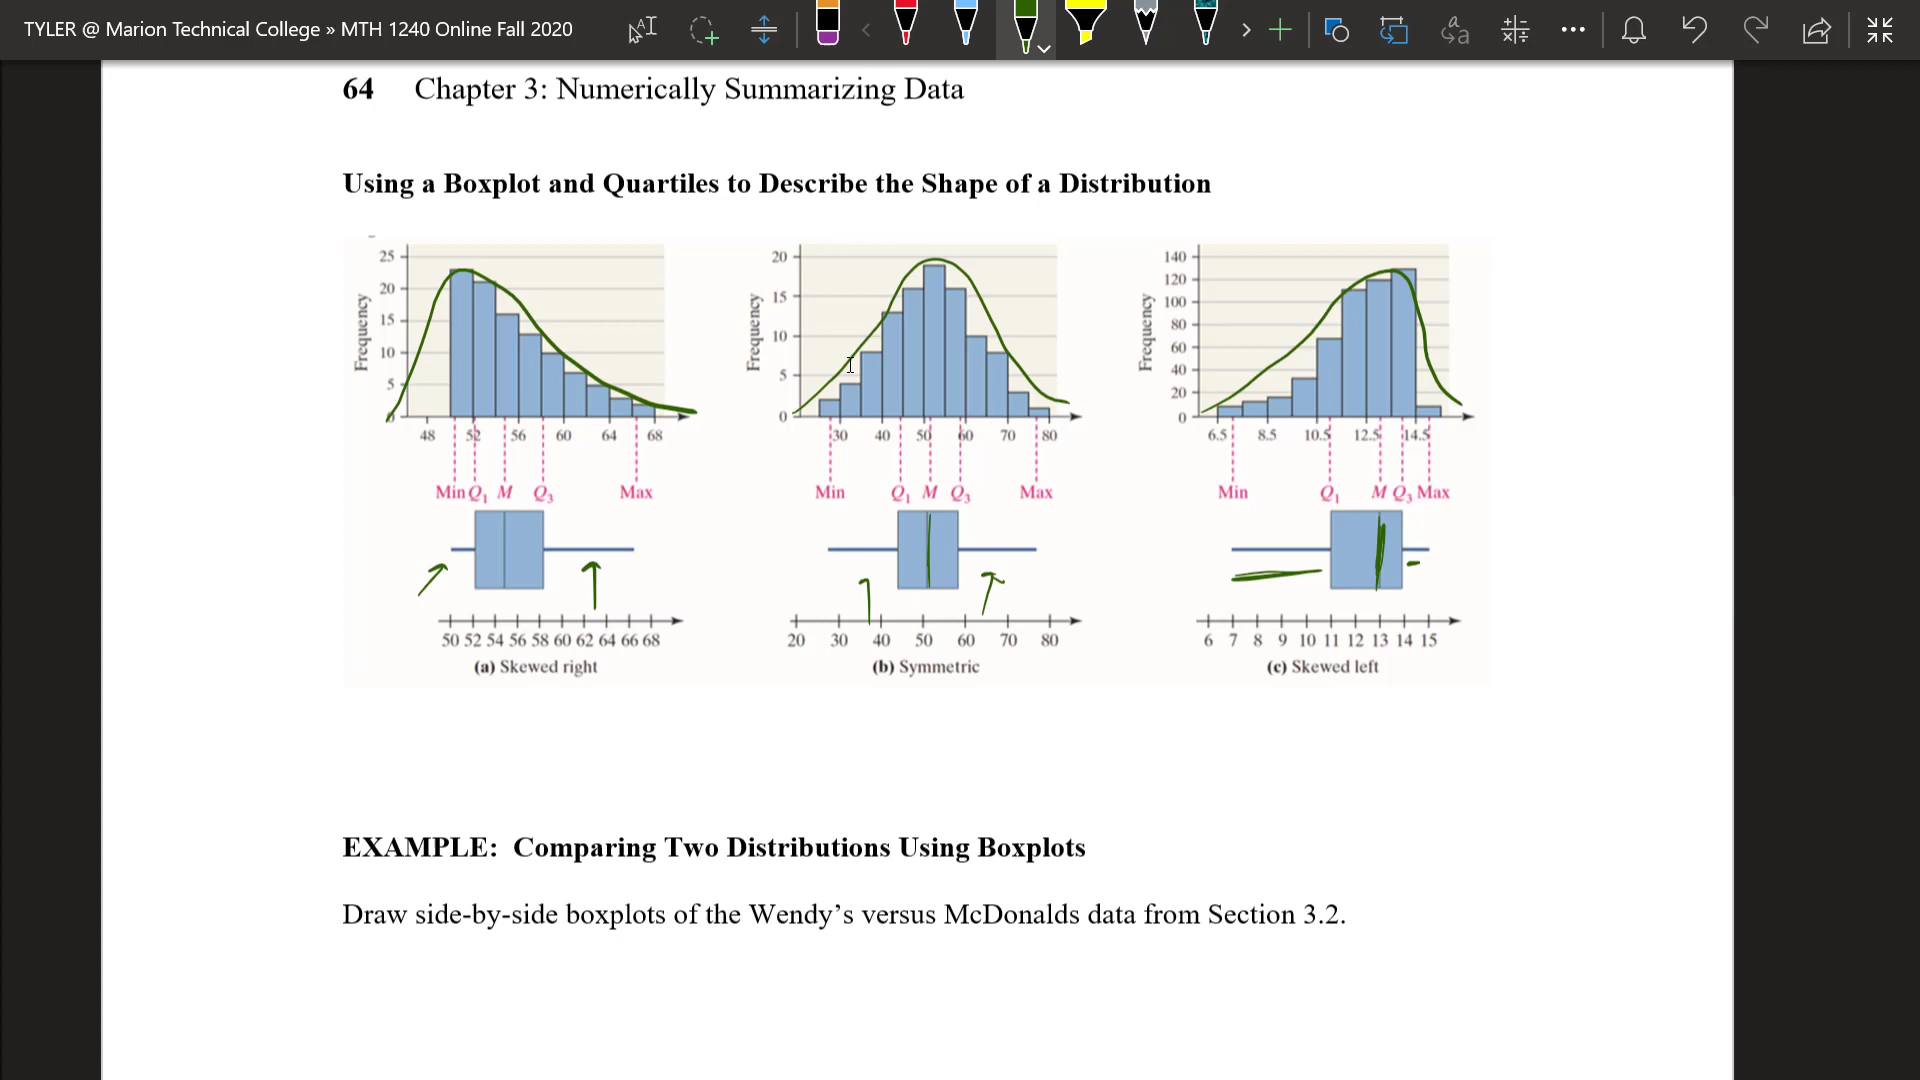 TYLER @ Marion Technical College » MTH 1240 Online Fall 2020
64 Chapter 3: Numerically Summarizing Data
Using a Boxplot and Quartiles to Describe the Shape of a Distribution
Frequency
25
20
15
10
5
0
48 52 56 60 64 68
Min Q1 M Q3 Max
50 52 54 56 58 60 62 64 66 68
(a) Skewed right
Frequency
20
15
10
5
0
30 40 50 60 70 80
Min Q1 M Q3 Max
20 30 40 50 60 70 80
(b) Symmetric
Frequency
140
120
100
80
60
40
20
0
6.5 8.5 10.5 12.5 14.5
Min Q1 M Q3 Max
6 7 8 9 10 11 12 13 14 15
(c) Skewed left
EXAMPLE: Comparing Two Distributions Using Boxplots
Draw side-by-side boxplots of the Wendy’s versus McDonalds data from Section 3.2.